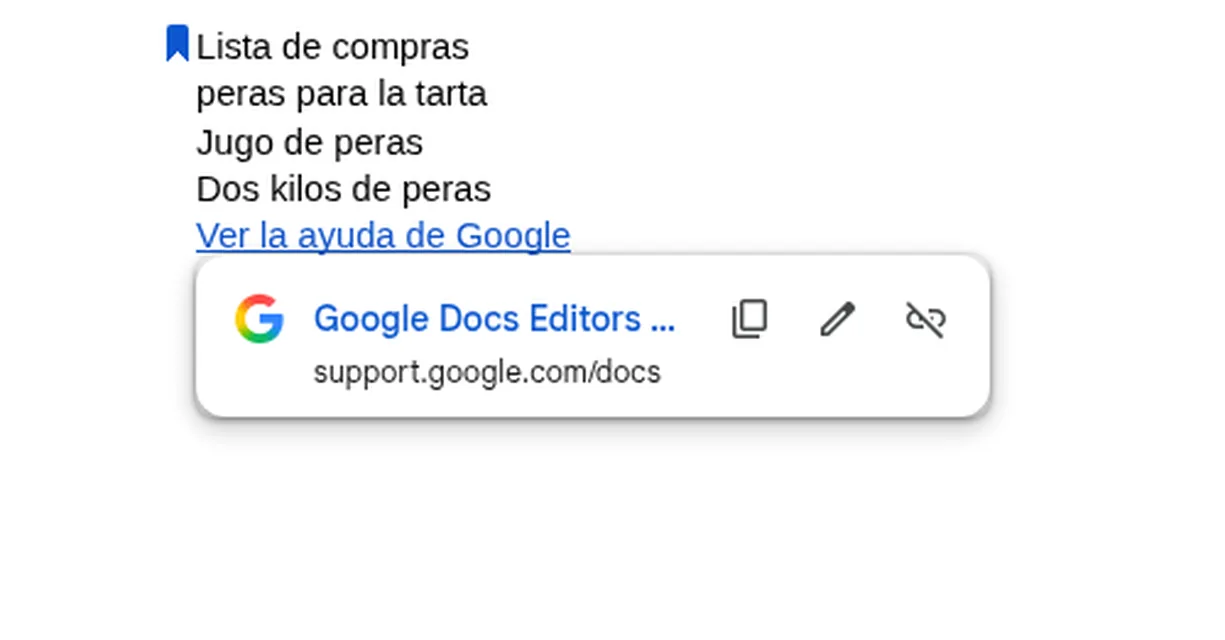 Lista de compras
peras para la tarta
Jugo de peras
Dos kilos de peras
Ver la ayuda de Google
Google Docs Editors ...
support.google.com/docs